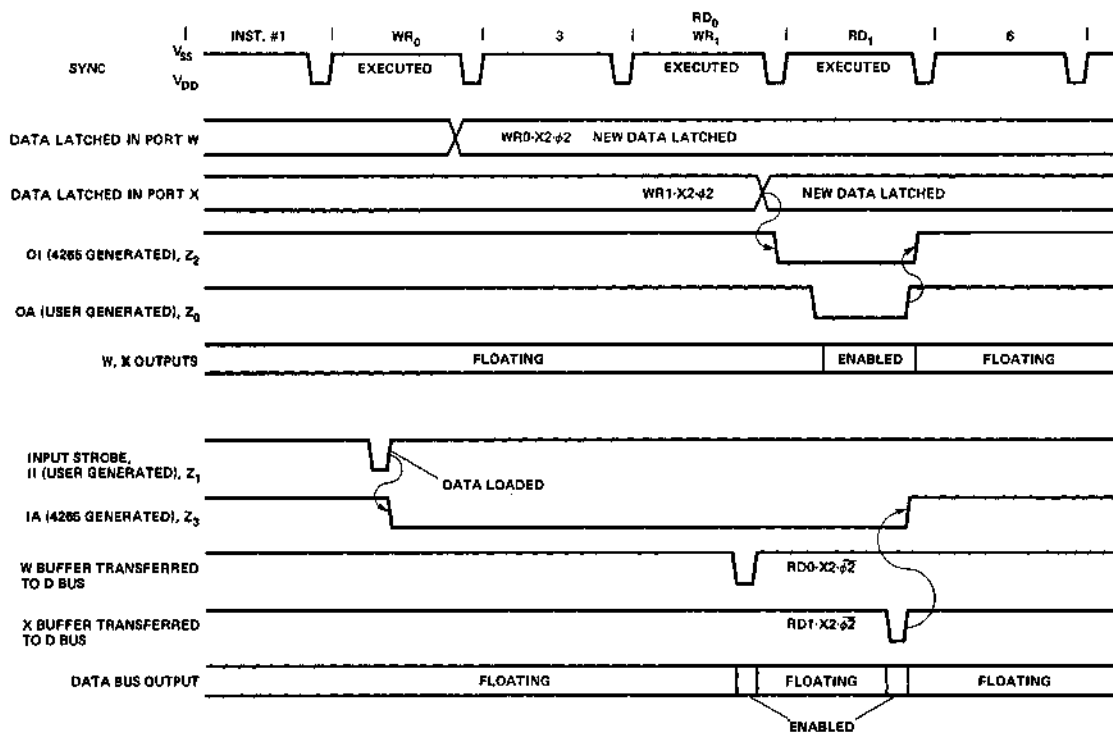 RD0
INST. #1 WR0 3 WR1 RD1 6
VSS
SYNC EXECUTED EXECUTED EXECUTED
VDD
DATA LATCHED IN PORT W WR0·X2·ϕ2 NEW DATA LATCHED
DATA LATCHED IN PORT X WR1·X2·ϕ2 NEW DATA LATCHED
OI (4265 GENERATED), Z2
OA (USER GENERATED), Z0
W, X OUTPUTS FLOATING ENABLED FLOATING
INPUT STROBE,
II (USER GENERATED), Z1
DATA LOADED
IA (4265 GENERATED), Z3
W BUFFER TRANSFERRED
TO D BUS
RD0·X2·ϕ̅2̅
X BUFFER TRANSFERRED
TO D BUS
RD1·X2·ϕ̅2̅
DATA BUS OUTPUT FLOATING FLOATING FLOATING
ENABLED